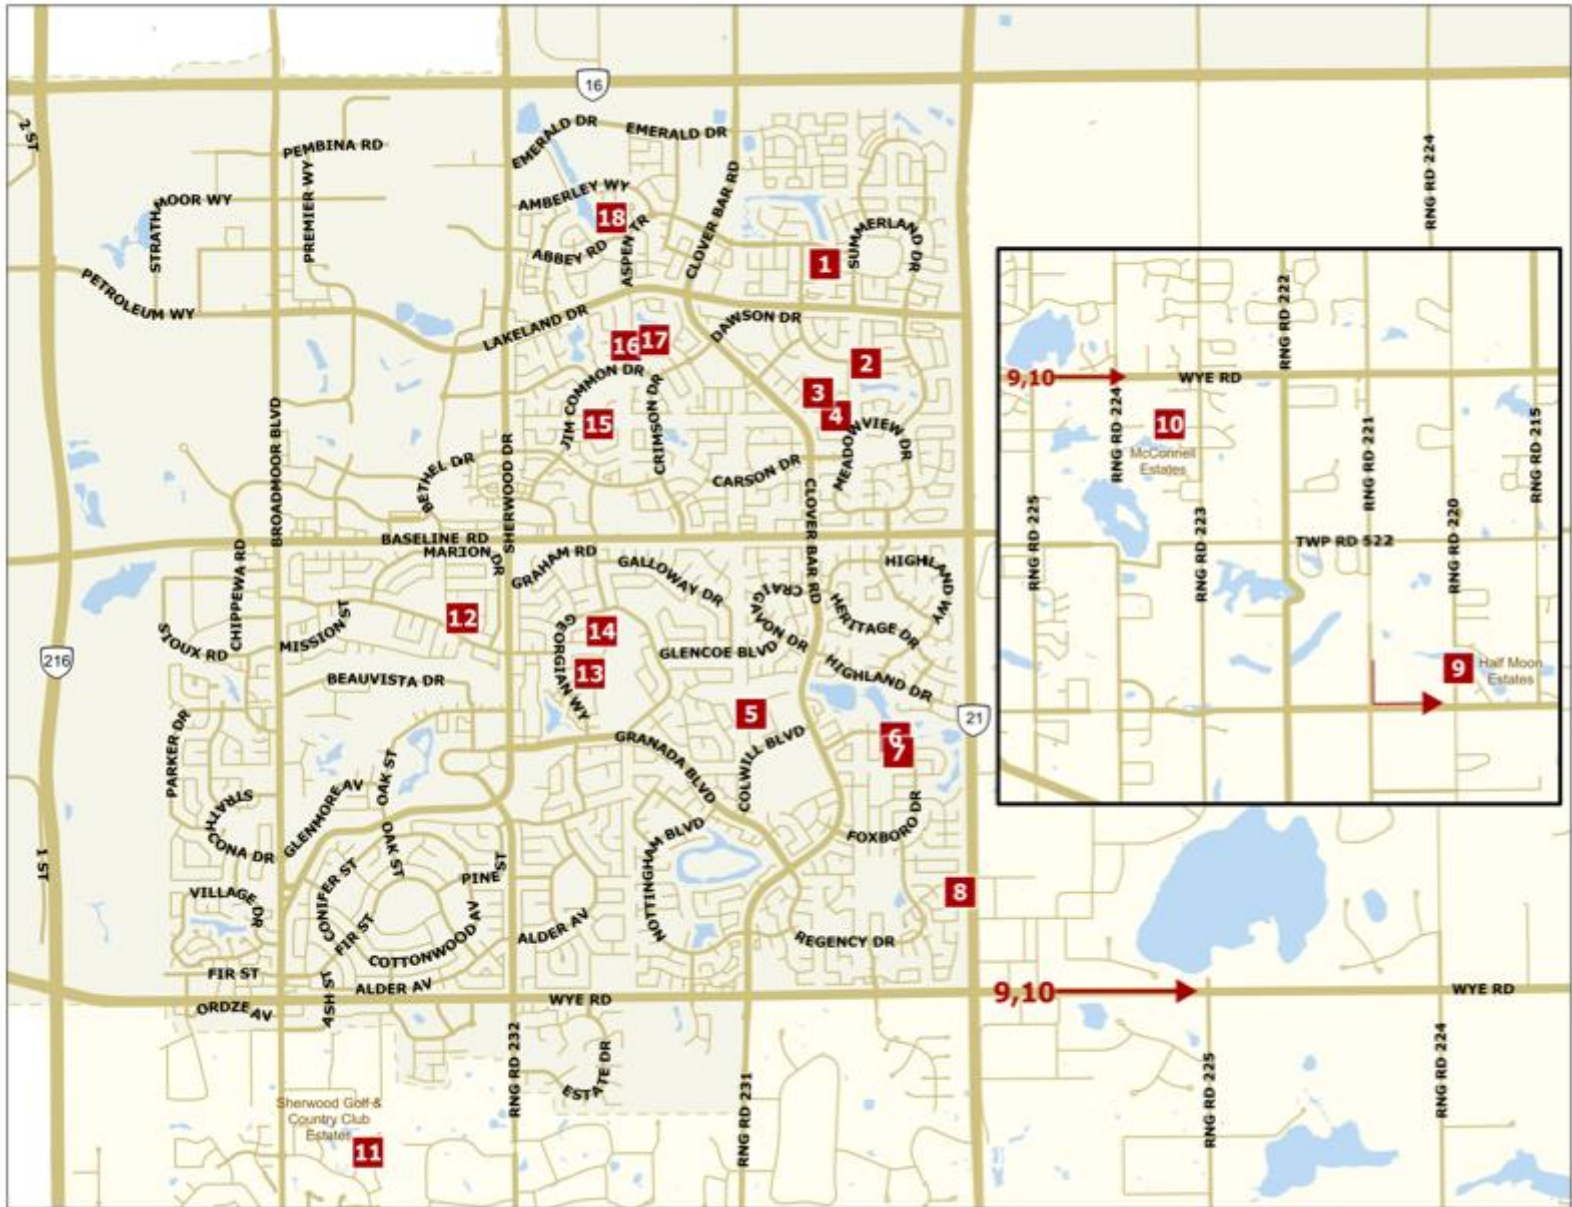 16
2 ST
EMERALD DR
EMERALD DR
PEMBINA RD
RNG RD 224
STRATHMOOR WY
PREMIER WY
AMBERLEY WY
18
CLOVER BAR RD
ABBEY RD
ASPEN TR
SUMMERLAND DR
1
PETROLEUM WY
LAKELAND DR
DAWSON DR
16
17
2
JIM COMMON DR
CRIMSON DR
3
4
15
MEADOWVIEW DR
BROADMOOR BLVD
SHERWOOD DR
BETHEL DR
CARSON DR
CLOVER BAR RD
BASELINE RD
MARION DR
GRAHAM RD
GALLOWAY DR
HIGHLAND WY
CHIPPEWA RD
CRAIGAVON DR
HERITAGE DR
12
14
SIOUX RD
MISSION ST
GEORGIAN WY
GLENCOE BLVD
HIGHLAND DR
216
13
BEAUVISTA DR
5
21
PARKER DR
6
7
GRANADA BLVD
COLWILL BLVD
OAK ST
STRATHCONA DR
GLENMORE AV
OAK ST
NOTTINGHAM BLVD
FOXBORO DR
1 ST
CONIFER ST
PINE ST
8
VILLAGE DR
FIR ST
COTTONWOOD AV
ALDER AV
REGENCY DR
FIR ST
ASH ST
ALDER AV
ORDZE AV
WYE RD
9,10
WYE RD
RNG RD 232
ESTATE DR
RNG RD 231
RNG RD 225
RNG RD 224
Sherwood Golf &
Country Club
Estates
11
RNG RD 222
9,10
WYE RD
RNG RD 224
10
McConnell
Estates
RNG RD 221
RNG RD 215
RNG RD 225
RNG RD 223
TWP RD 522
RNG RD 220
9
Half Moon
Estates